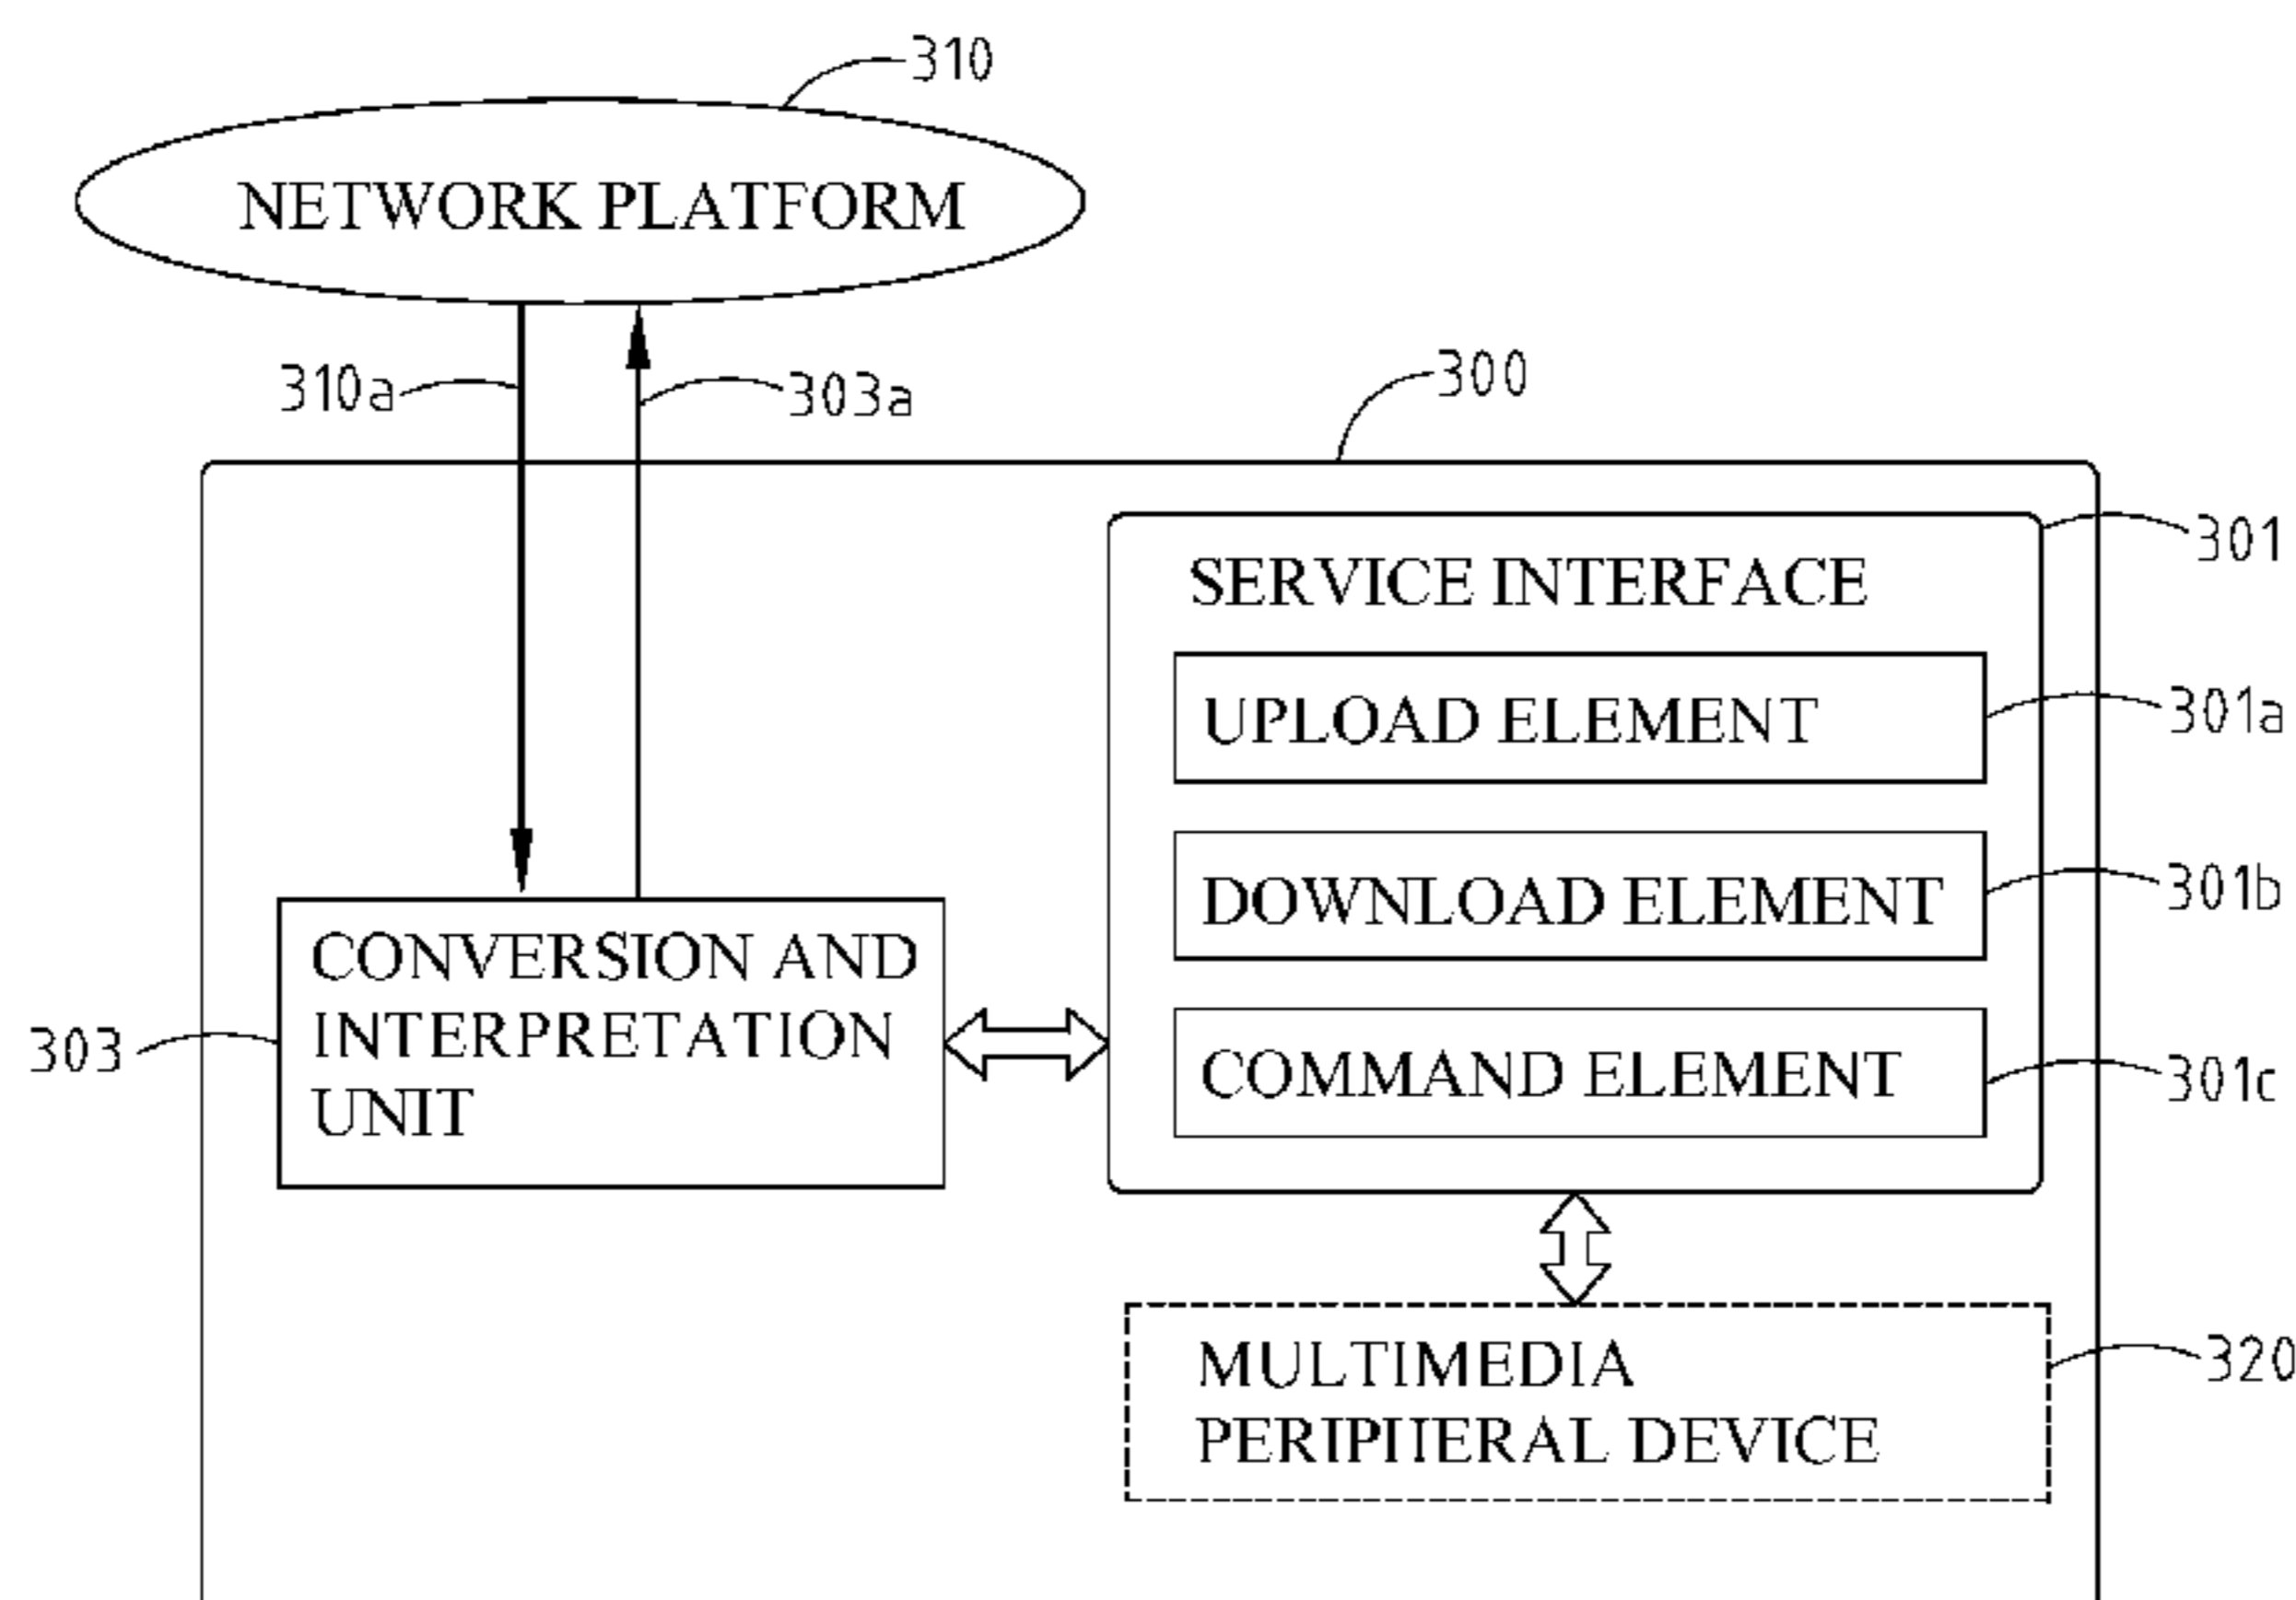 310
NETWORK PLATFORM
310a
303a
300
301
SERVICE INTERFACE
UPLOAD ELEMENT
301a
DOWNLOAD ELEMENT
301b
CONVERSION AND
INTERPRETATION
UNIT
303
COMMAND ELEMENT
301c
MULTIMEDIA
PERIPHERAL DEVICE
320